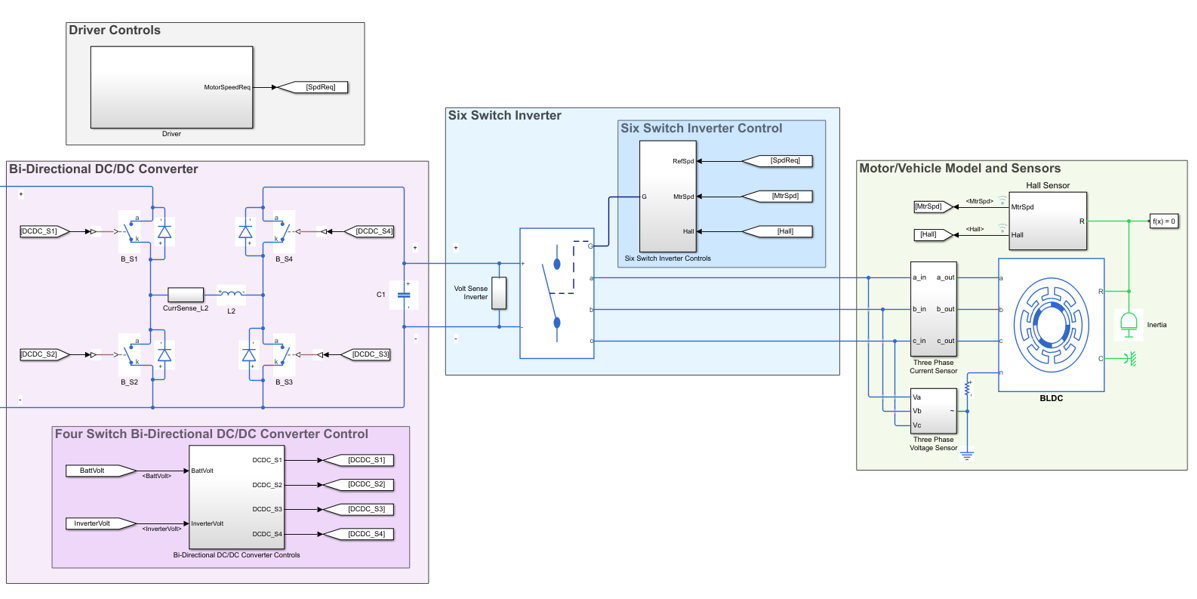 Driver Controls
MotorSpeedReq
[SpdReq]
Driver
Bi-Directional DC/DC Converter
+
[DCDC_S1]
a
k
B_S1
a
k
B_S4
[DCDC_S4]
+
CurrSense_L2
L2
C1
[DCDC_S2]
a
k
B_S2
a
k
B_S3
[DCDC_S3]
-
-
Four Switch Bi-Directional DC/DC Converter Control
BattVolt
<BattVolt>
BattVolt
InverterVolt
<InverterVolt>
InverterVolt
DCDC_S1
[DCDC_S1]
DCDC_S2
[DCDC_S2]
DCDC_S3
[DCDC_S3]
DCDC_S4
[DCDC_S4]
Bi-Directional DC/DC Converter Controls
Six Switch Inverter
Six Switch Inverter Control
RefSpd
[SpdReq]
G
MtrSpd
[MtrSpd]
Hall
[Hall]
Six Switch Inverter Controls
+
-
Volt Sense
Inverter
+
-
G
a
b
c
Motor/Vehicle Model and Sensors
Hall Sensor
[MtrSpd]
<MtrSpd>
MtrSpd
R
f(x) = 0
[Hall]
<Hall>
Hall
a_in
a_out
b_in
b_out
c_in
c_out
Three Phase
Current Sensor
a
b
c
n
R
C
BLDC
Inertia
Va
Vb
Vc
~
Three Phase
Voltage Sensor